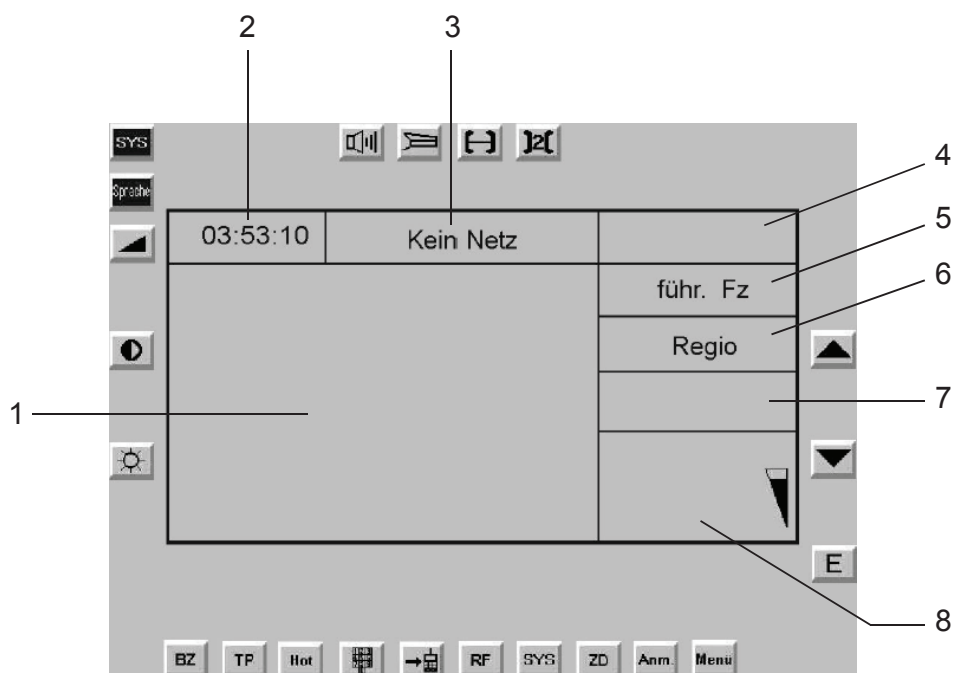 2 3
SYS
Sprache
4
03:53:10 Kein Netz
5
führ. Fz
6
Regio
7
1
E
8
BZ TP Hot RF SYS ZD Anm. Menü